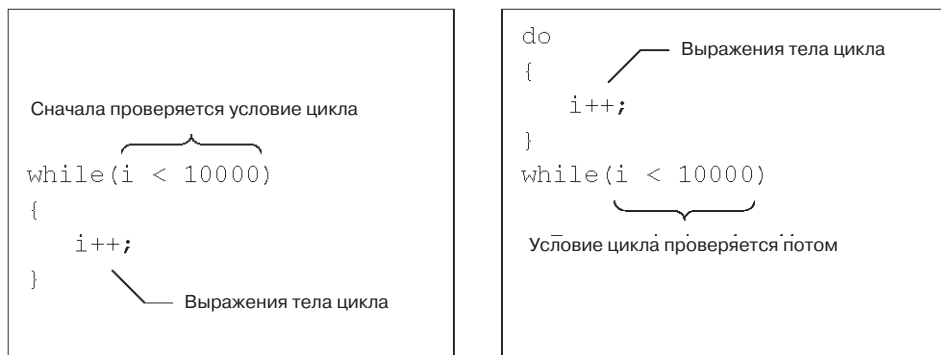 Сначала проверяется условие цикла
while(i < 10000)
{
i++;
}
Выражения тела цикла
do
{
Выражения тела цикла
i++;
}
while(i < 10000)
Условие цикла проверяется потом